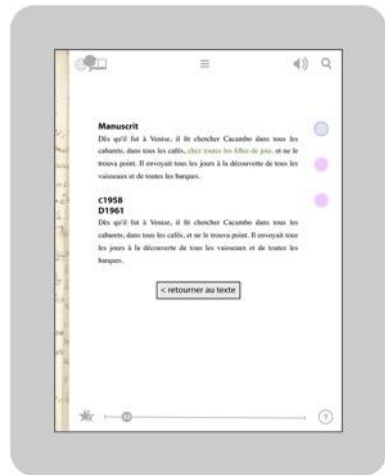 Manuscrit
Dès qu'il fut à Venise, il fit chercher Cacambo dans tous les
cabarets, dans tous les cafés, chez toutes les filles de joie, et ne le
trouva point. Il envoyait tous les jours à la découverte de tous les
vaisseaux et de toutes les barques.
c1958
D1961
Dès qu'il fut à Venise, il fit chercher Cacambo dans tous les
cabarets, dans tous les cafés, et ne le trouva point. Il envoyait tous
les jours à la découverte de tous les vaisseaux et de toutes les
barques.
< retourner au texte
?